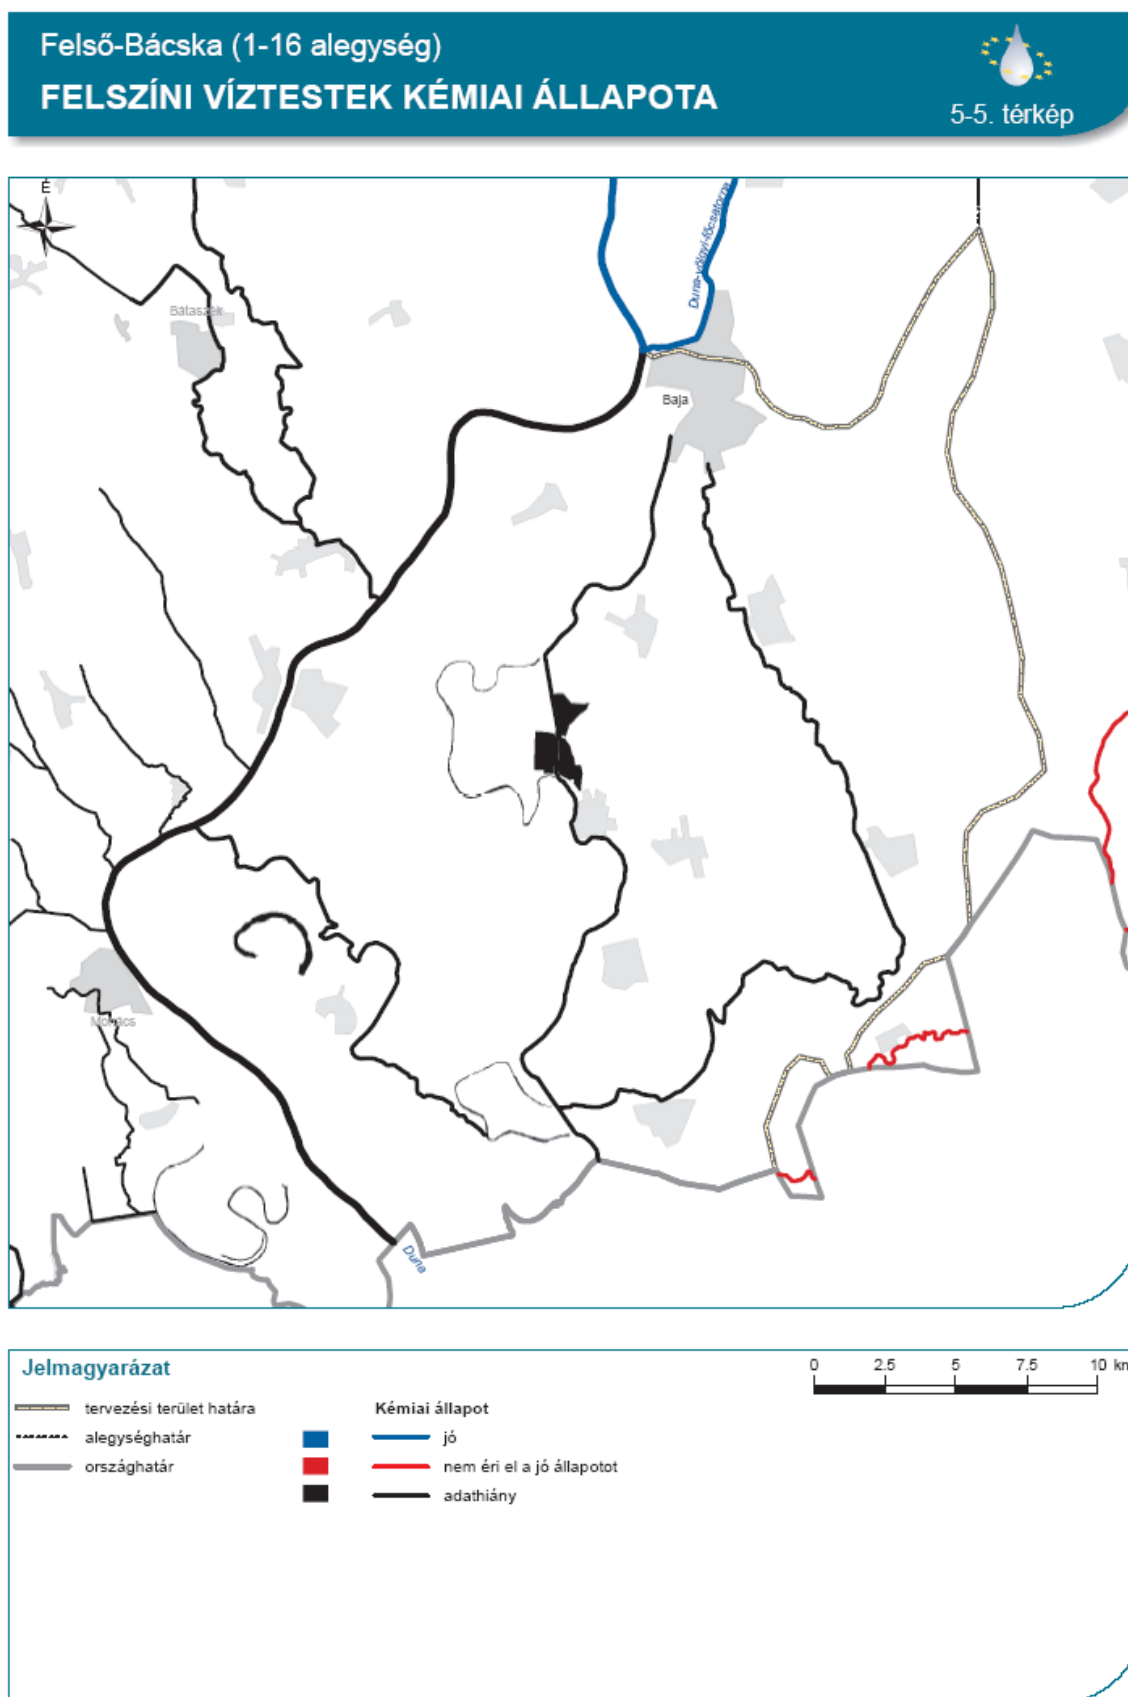 Felső-Bácska (1-16 alegység)
FELSZÍNI VÍZTESTEK KÉMIAI ÁLLAPOTA
5-5. térkép
É
Duna-völgyi-főcsatorna
Bátaszék
Baja
Mohács
Duna
Jelmagyarázat
0 2.5 5 7.5 10 km
tervezési terület határa
Kémiai állapot
alegységhatár
jó
országhatár
nem éri el a jó állapotot
adathiány